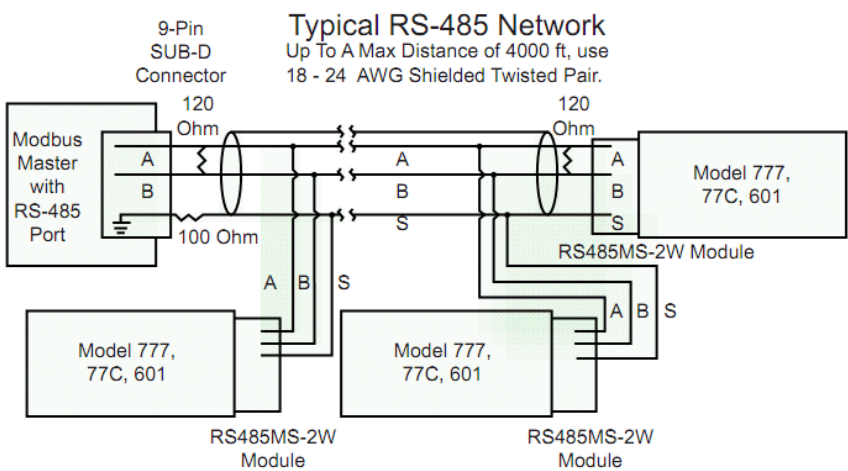 Typical RS-485 Network
Up To A Max Distance of 4000 ft, use
18 - 24 AWG Shielded Twisted Pair.
9-Pin
SUB-D
Connector
120
Ohm
120
Ohm
Modbus
Master
with
RS-485
Port
A
B
A
B
S
A
B
S
100 Ohm
Model 777,
77C, 601
RS485MS-2W Module
A B S
A B S
Model 777,
77C, 601
Model 777,
77C, 601
RS485MS-2W
Module
RS485MS-2W
Module